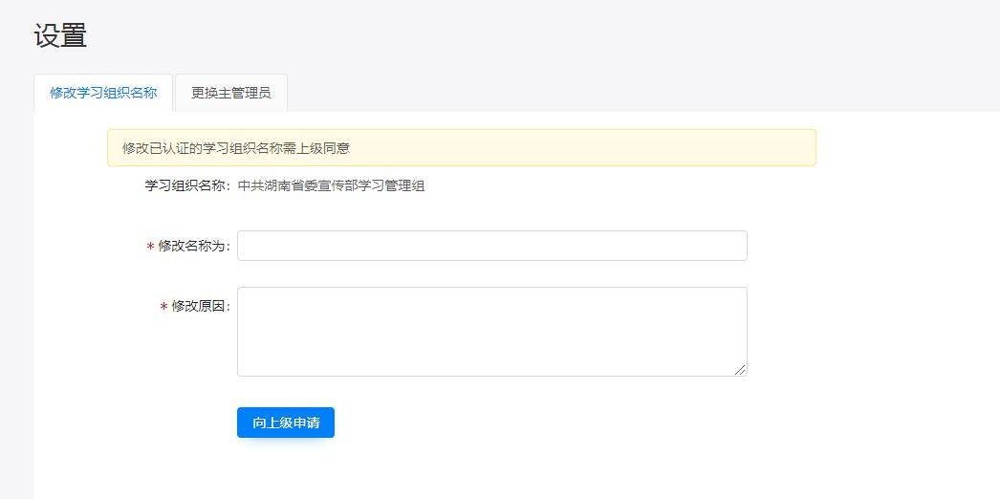 设置
修改学习组织名称 更换主管理员
修改已认证的学习组织名称需上级同意
学习组织名称: 中共湖南省委宣传部学习管理组
* 修改名称为:
* 修改原因:
向上级申请